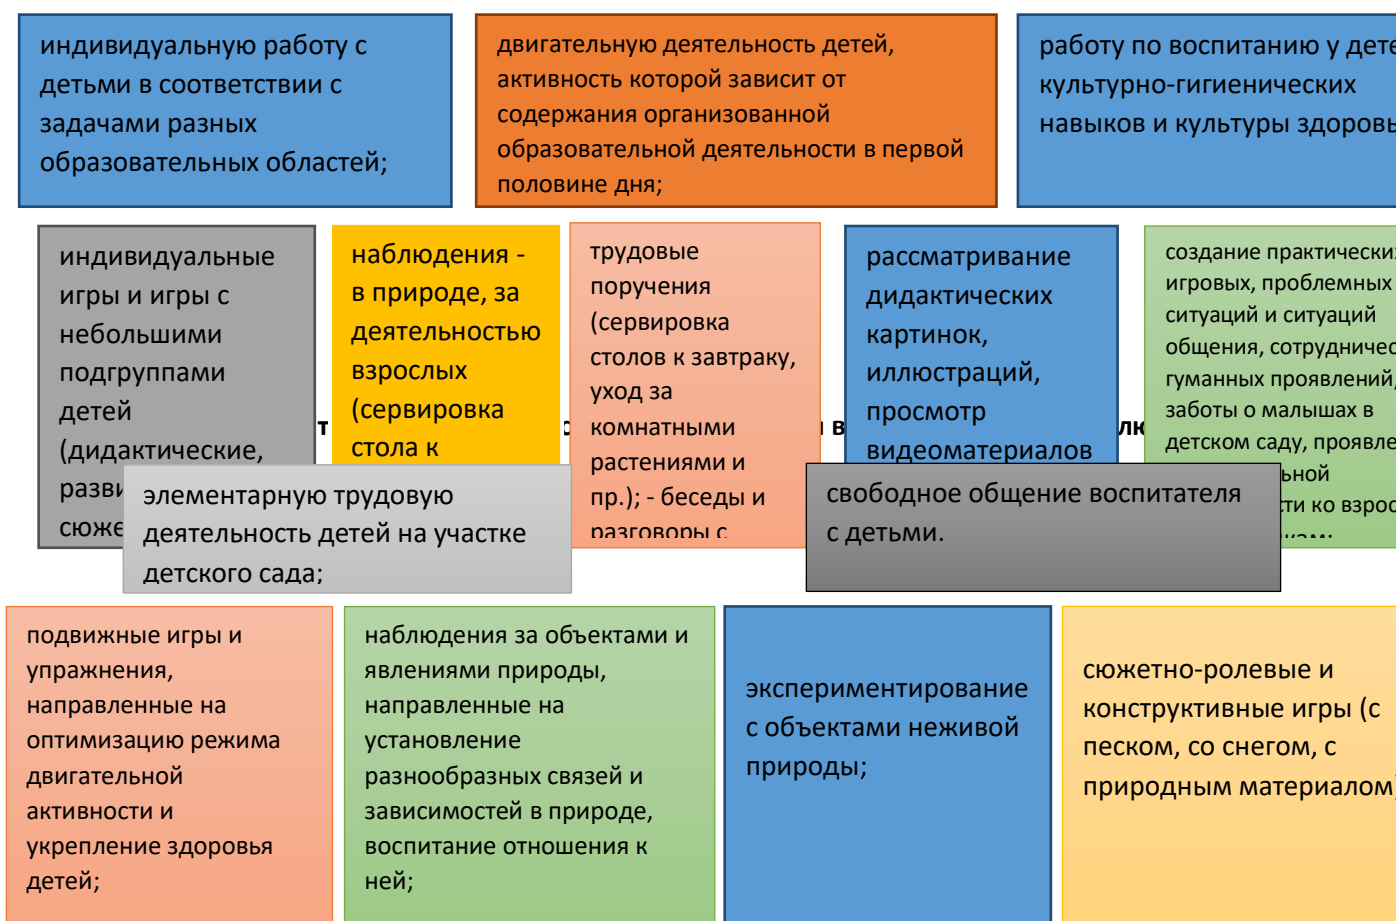 индивидуальную работу с
детьми в соответствии с
задачами разных
образовательных областей;
двигательную деятельность детей,
активность которой зависит от
содержания организованной
образовательной деятельности в первой
половине дня;
работу по воспитанию у
культурно-гигиенических
навыков и культуры
индивидуальные
игры и игры с
небольшими
подгруппами
детей
(дидактические,
наблюдения -
в природе, за
деятельностью
взрослых
(сервировка
стола к
трудовые
поручения
(сервировка
столов к завтраку,
уход за
комнатными
растениями и
пр.); - беседы и
разговоры с
рассматривание
дидактических
картинок,
иллюстраций,
просмотр
видеоматериалов
создание
игровых, проблемных
ситуаций и ситуаций
общения,
гуманных проявлений,
заботы о малышах в
детском саду,
ко
элементарную трудовую
деятельность детей на участке
детского сада;
свободное общение воспитателя
с детьми.
подвижные игры и
упражнения,
направленные на
оптимизацию режима
двигательной
активности и
укрепление здоровья
детей;
наблюдения за объектами и
явлениями природы,
направленные на
установление
разнообразных связей и
зависимостей в природе,
воспитание отношения к
ней;
экспериментирование
с объектами неживой
природы;
сюжетно-ролевые и
конструктивные игры (с
песком, со снегом, с
природным материалом)